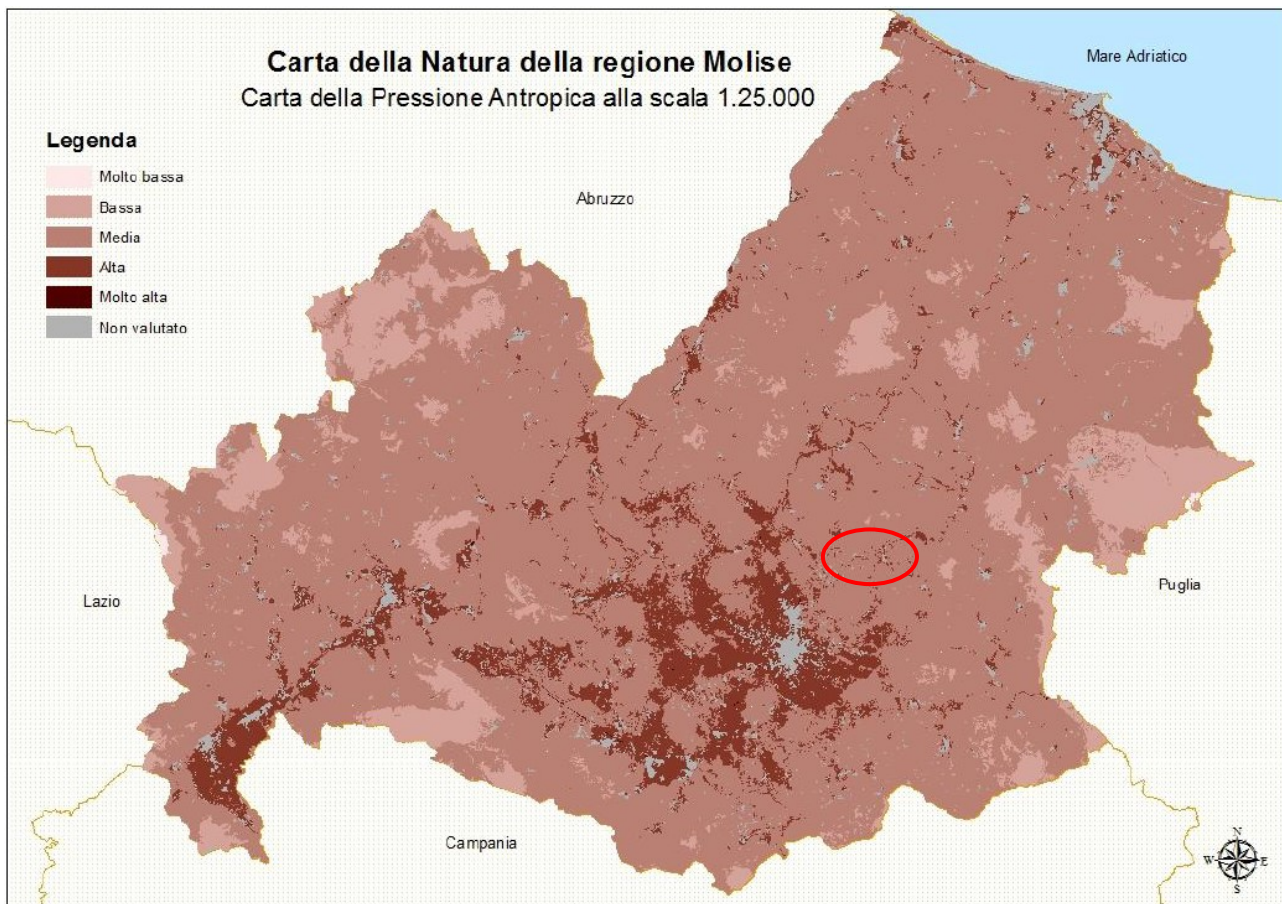 Carta della Natura della regione Molise
Carta della Pressione Antropica alla scala 1.25.000
Mare Adriatico
Legenda
Molto bassa
Bassa
Media
Alta
Molto alta
Non valutato
Abruzzo
Lazio
Puglia
Campania
N
W E
S